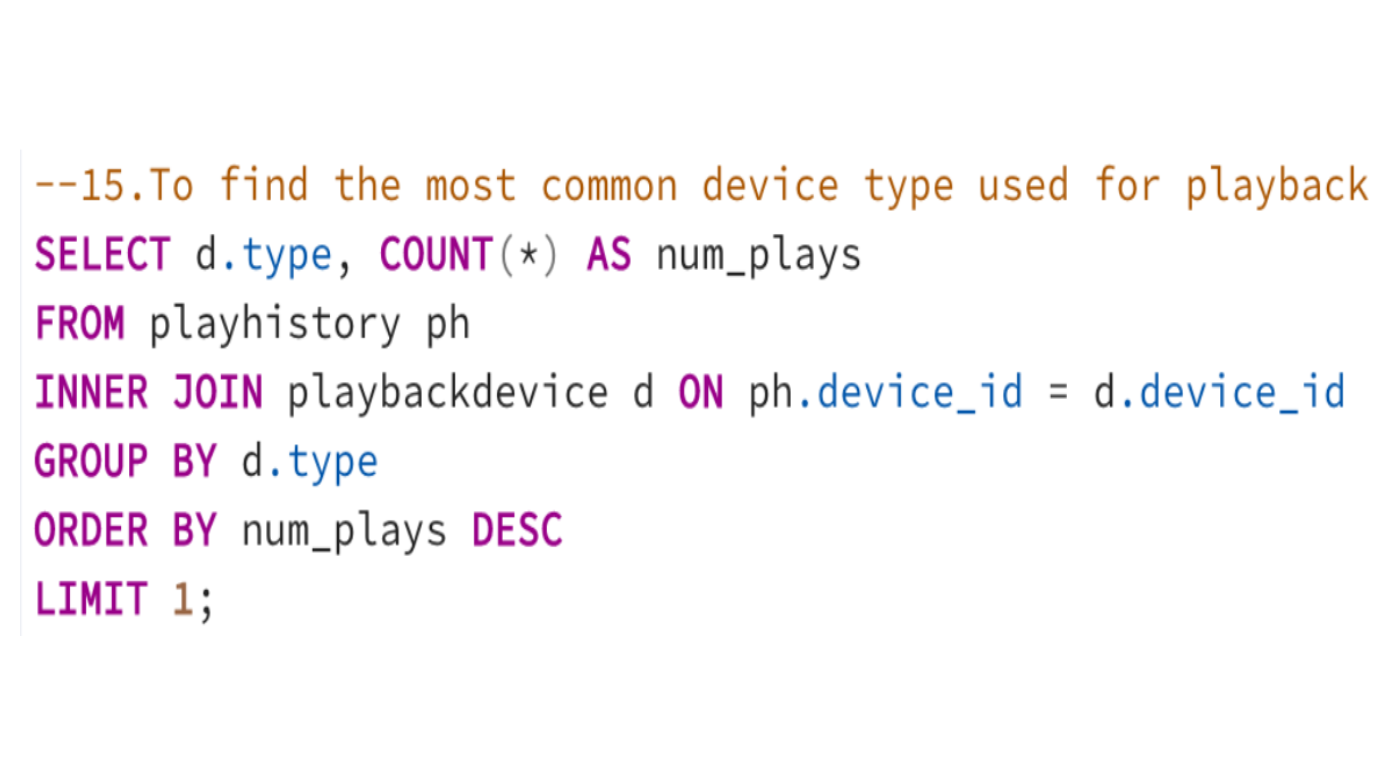 --15.To find the most common device type used for playback
SELECT d.type, COUNT(*) AS num_plays
FROM playhistory ph
INNER JOIN playbackdevice d ON ph.device_id = d.device_id
GROUP BY d.type
ORDER BY num_plays DESC
LIMIT 1;